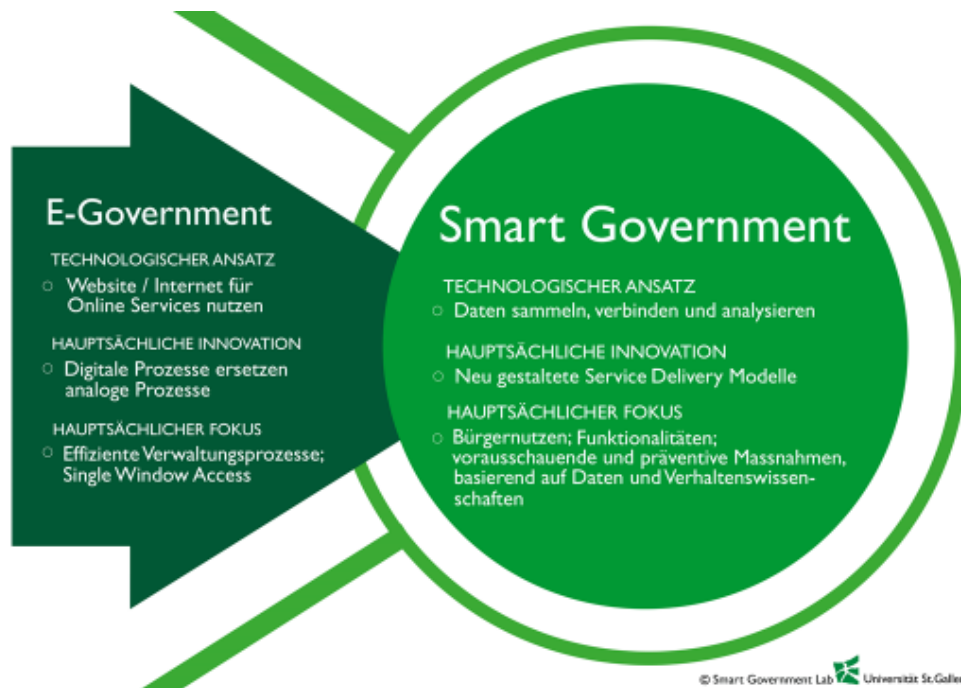 E-Government
TECHNOLOGISCHER ANSATZ
○ Website / Internet für
Online Services nutzen
HAUPTSÄCHLICHE INNOVATION
○ Digitale Prozesse ersetzen
analoge Prozesse
HAUPTSÄCHLICHER FOKUS
○ Effiziente Verwaltungsprozesse;
Single Window Access
Smart Government
TECHNOLOGISCHER ANSATZ
○ Daten sammeln, verbinden und analysieren
HAUPTSÄCHLICHE INNOVATION
○ Neu gestaltete Service Delivery Modelle
HAUPTSÄCHLICHER FOKUS
○ Bürgernutzen; Funktionalitäten;
vorausschauende und präventive Massnahmen,
basierend auf Daten und Verhaltenswissen-
schaften
© Smart Government Lab Universität St.Galle